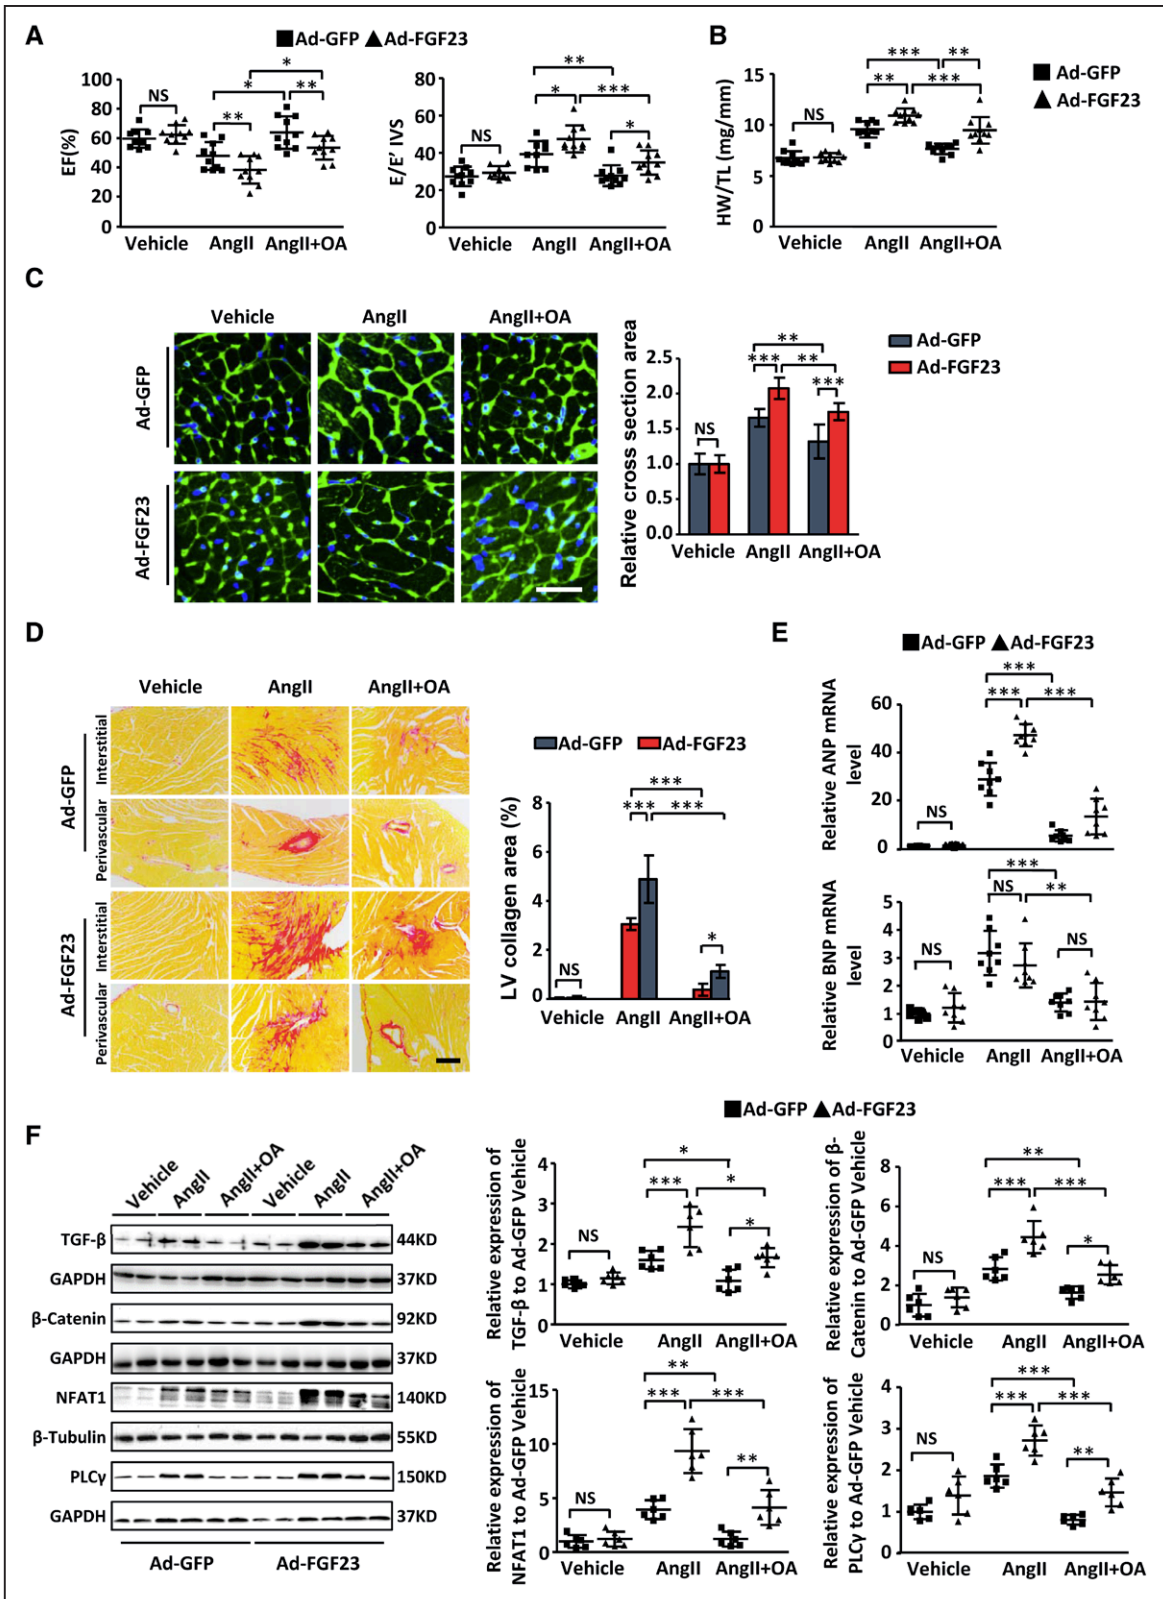 A
■Ad-GFP ▲Ad-FGF23
EF(%)
100
80
60
40
20
0
NS
**
*
*
**
Vehicle
AngII
AngII+OA
E/E' IVS
80
60
40
20
0
NS
*
**
***
*
Vehicle
AngII
AngII+OA
B
■ Ad-GFP
▲ Ad-FGF23
HW/TL (mg/mm)
15
10
5
0
NS
***
**
**
***
Vehicle
AngII
AngII+OA
C
Vehicle
AngII
AngII+OA
Ad-GFP
Ad-FGF23
Relative cross section area
2.5
2.0
1.5
1.0
0.5
0.0
NS
**
***
**
***
Vehicle
AngII
AngII+OA
Ad-GFP
Ad-FGF23
D
Vehicle
AngII
AngII+OA
Ad-GFP
Interstitial
Perivascular
Ad-FGF23
Interstitial
Perivascular
Ad-GFP
Ad-FGF23
LV collagen area (%)
8
6
4
2
0
NS
***
***
***
*
Vehicle
AngII
AngII+OA
E
■Ad-GFP ▲Ad-FGF23
Relative ANP mRNA
level
60
40
20
0
NS
***
***
***
Relative BNP mRNA
level
5
4
3
2
1
0
NS
***
NS
**
NS
Vehicle
AngII
AngII+OA
F
Vehicle
AngII
AngII+OA
Vehicle
AngII
AngII+OA
TGF-β
44KD
GAPDH
37KD
β-Catenin
92KD
GAPDH
37KD
NFAT1
140KD
β-Tubulin
55KD
PLCγ
150KD
GAPDH
37KD
Ad-GFP
Ad-FGF23
■Ad-GFP ▲Ad-FGF23
Relative expression of
TGF-β to Ad-GFP Vehicle
4
3
2
1
0
NS
*
***
*
*
Vehicle
AngII
AngII+OA
Relative expression of β-
Catenin to Ad-GFP Vehicle
8
6
4
2
0
NS
**
***
***
*
Vehicle
AngII
AngII+OA
Relative expression of
NFAT1 to Ad-GFP Vehicle
15
10
5
0
NS
**
***
***
**
Vehicle
AngII
AngII+OA
Relative expression of
PLCγ to Ad-GFP Vehicle
4
3
2
1
0
NS
***
***
***
**
Vehicle
AngII
AngII+OA